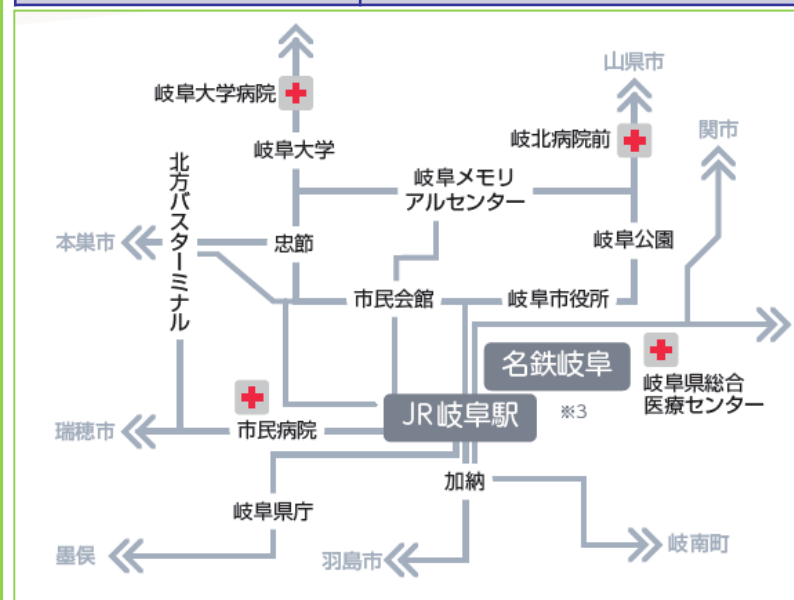 山県市
岐阜大学病院
関市
岐北病院前
岐阜大学
北方バスターミナル
岐阜メモリ
アルセンター
本巣市
忠節
岐阜公園
市民会館
岐阜市役所
名鉄岐阜
岐阜県総合
医療センター
JR岐阜駅
※3
瑞穂市
市民病院
加納
岐阜県庁
墨俣
羽島市
岐南町